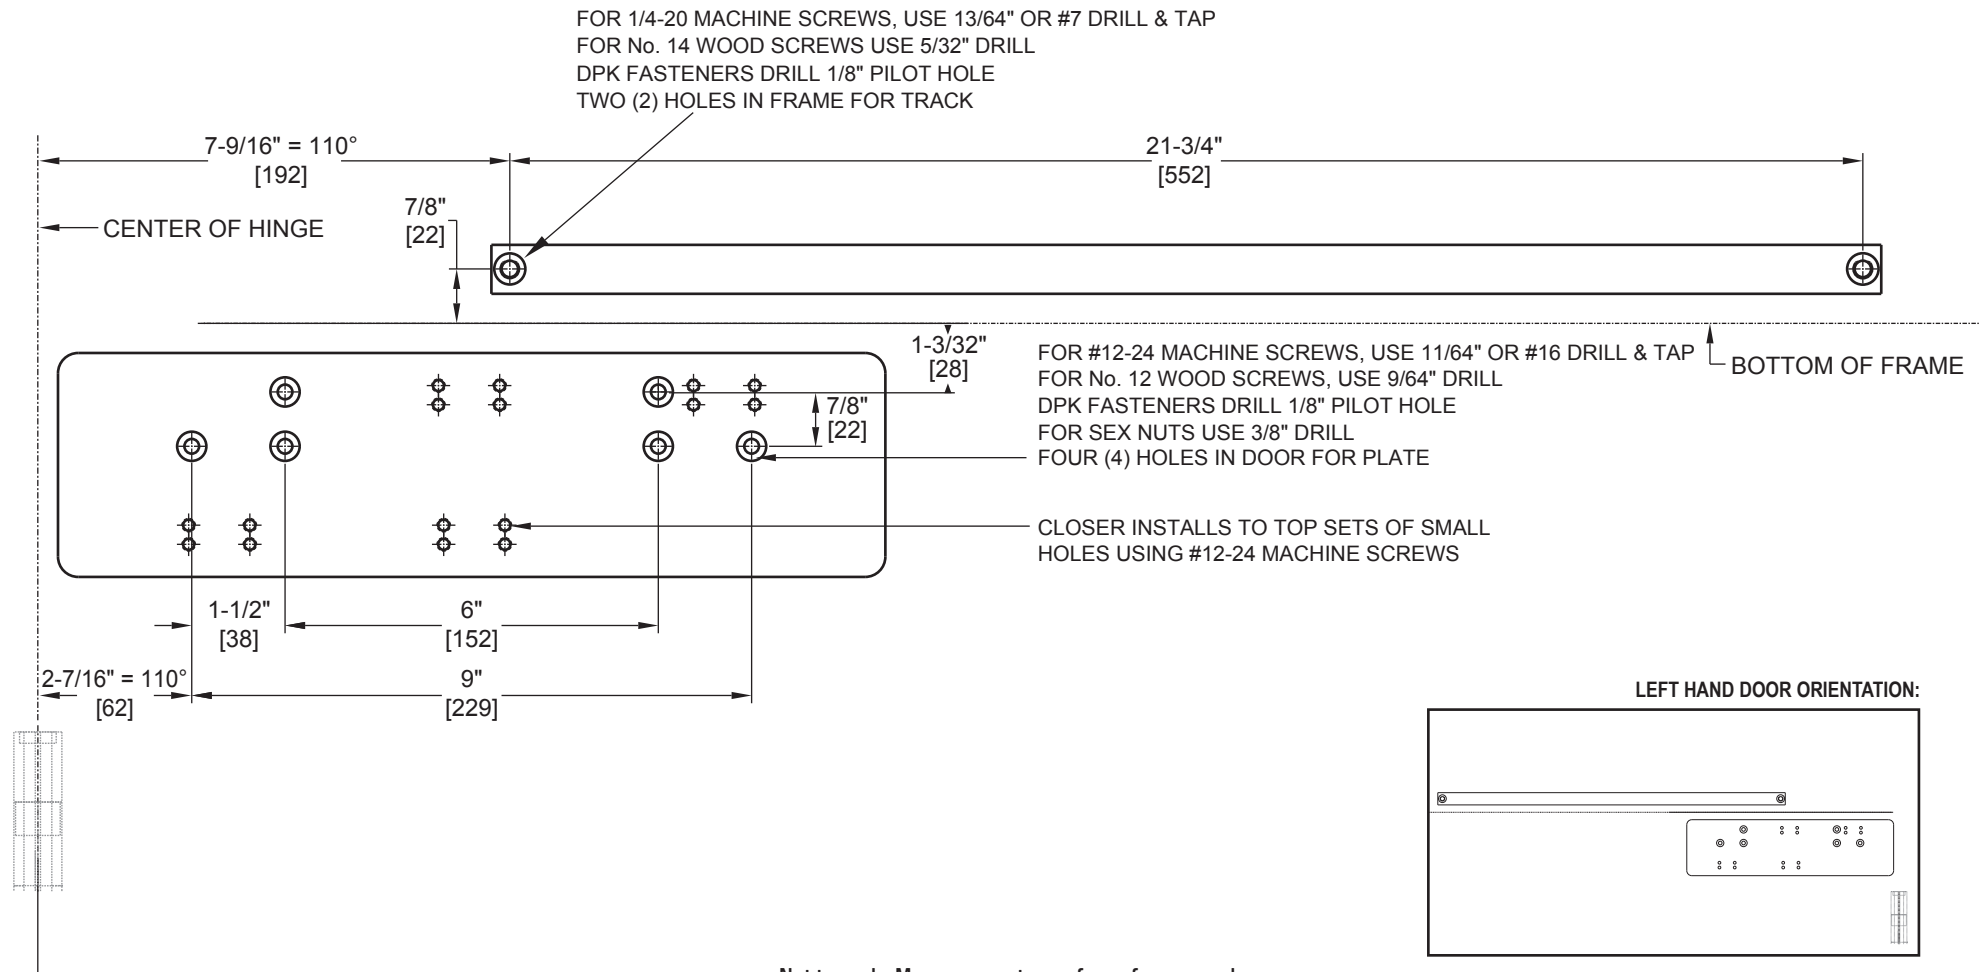 FOR 1/4-20 MACHINE SCREWS, USE 13/64" OR #7 DRILL & TAP
FOR No. 14 WOOD SCREWS USE 5/32" DRILL
DPK FASTENERS DRILL 1/8" PILOT HOLE
TWO (2) HOLES IN FRAME FOR TRACK
7-9/16" = 110°
[192]
21-3/4"
[552]
CENTER OF HINGE
7/8"
[22]
1-3/32"
[28]
7/8"
[22]
FOR #12-24 MACHINE SCREWS, USE 11/64" OR #16 DRILL & TAP
FOR No. 12 WOOD SCREWS, USE 9/64" DRILL
DPK FASTENERS DRILL 1/8" PILOT HOLE
FOR SEX NUTS USE 3/8" DRILL
FOUR (4) HOLES IN DOOR FOR PLATE
BOTTOM OF FRAME
CLOSER INSTALLS TO TOP SETS OF SMALL
HOLES USING #12-24 MACHINE SCREWS
1-1/2"
[38]
6"
[152]
2-7/16" = 110°
[62]
9"
[229]
LEFT HAND DOOR ORIENTATION: